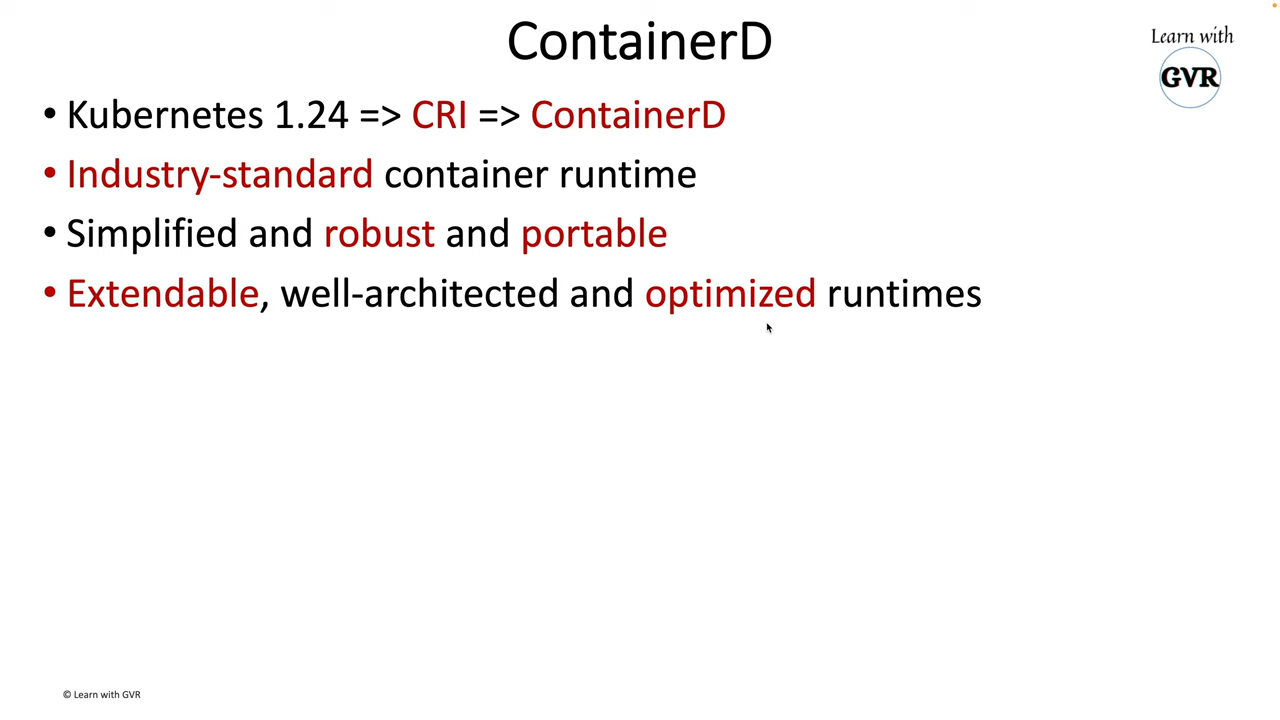 ContainerD
Learn with
GVR
• Kubernetes 1.24 => CRI => ContainerD
• Industry-standard container runtime
• Simplified and robust and portable
• Extendable, well-architected and optimized runtimes
© Learn with GVR